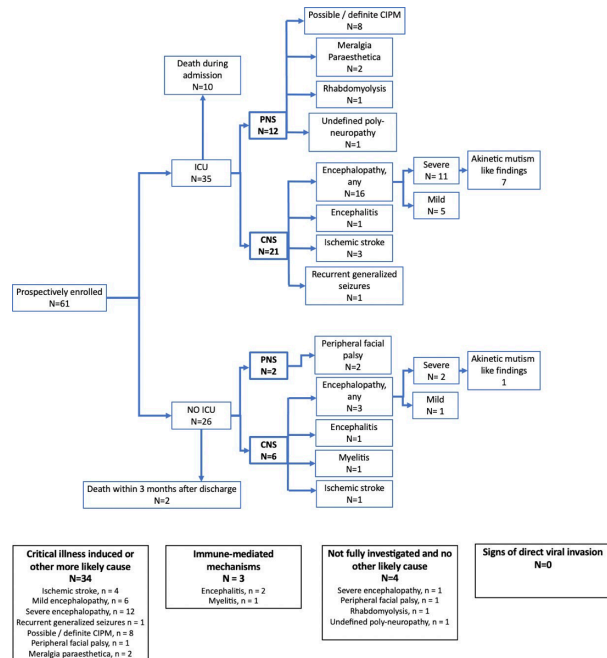 Possible / definite CIPM
N=8
Meralgia
Paraesthetica
N=2
Death during
admission
N=10
Rhabdomyolysis
N=1
PNS
N=12
Undefined poly-
neuropathy
N=1
ICU
N=35
Encephalopathy,
any
N=16
Severe
N= 11
Akinetic mutism
like findings
7
Mild
N= 5
Encephalitis
N=1
CNS
N=21
Ischemic stroke
N=3
Recurrent generalized
seizures
N=1
Prospectively enrolled
N=61
Peripheral facial
palsy
N=2
PNS
N=2
Severe
N= 2
Akinetic mutism
like findings
1
Encephalopathy,
any
N=3
Mild
N= 1
NO ICU
N=26
Encephalitis
N=1
CNS
N=6
Myelitis
N=1
Death within 3 months after discharge
N=2
Ischemic stroke
N=1
Critical illness induced or
other more likely cause
N=34
Ischemic stroke, n = 4
Mild encephalopathy, n = 6
Severe encephalopathy, n = 12
Recurrent generalized seizures n = 1
Possible / definite CIPM, n = 8
Peripheral facial palsy, n = 1
Meralgia paraesthetica, n = 2
Immune-mediated
mechanisms
N = 3
Encephalitis, n = 2
Myelitis, n = 1
Not fully investigated and no
other likely cause
N=4
Severe encephalopathy, n = 1
Peripheral facial palsy, n = 1
Rhabdomyolysis, n = 1
Undefined poly-neuropathy, n = 1
Signs of direct viral invasion
N=0